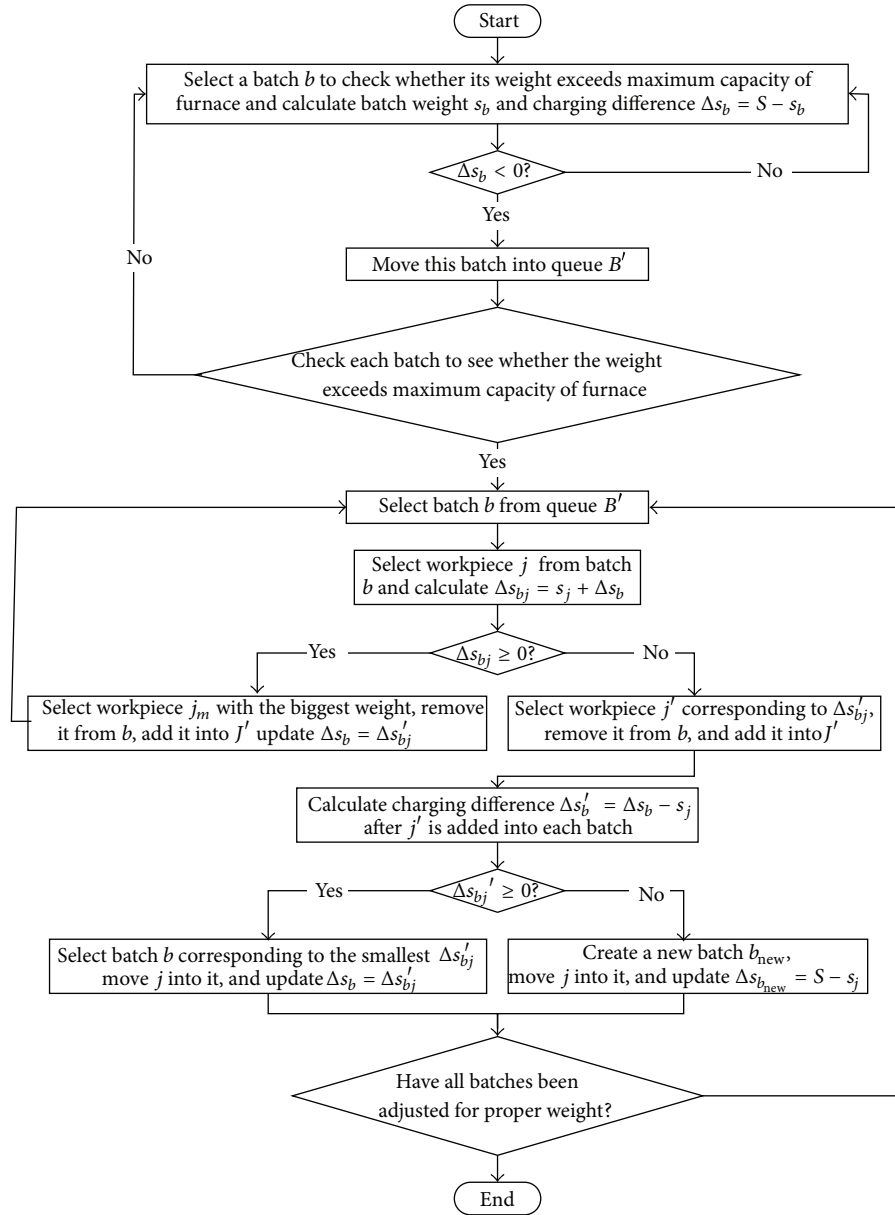 Start
Select a batch b to check whether its weight exceeds maximum capacity of
furnace and calculate batch weight s_b and charging difference Δs_b = S − s_b
Δs_b < 0?
No
Yes
No
Move this batch into queue B′
Check each batch to see whether the weight
exceeds maximum capacity of furnace
Yes
Select batch b from queue B′
Select workpiece j from batch
b and calculate Δs_bj = s_j + Δs_b
Yes
Δs_bj ≥ 0?
No
Select workpiece j_m with the biggest weight, remove
it from b, add it into J′ update Δs_b = Δs′_bj
Select workpiece j′ corresponding to Δs′_bj,
remove it from b, and add it into J′
Calculate charging difference Δs′_b = Δs_b − s_j
after j′ is added into each batch
Yes
Δs_bj′ ≥ 0?
No
Select batch b corresponding to the smallest Δs′_bj
move j into it, and update Δs_b = Δs′_bj
Create a new batch b_new,
move j into it, and update Δs_b_new = S − s_j
Have all batches been
adjusted for proper weight?
End